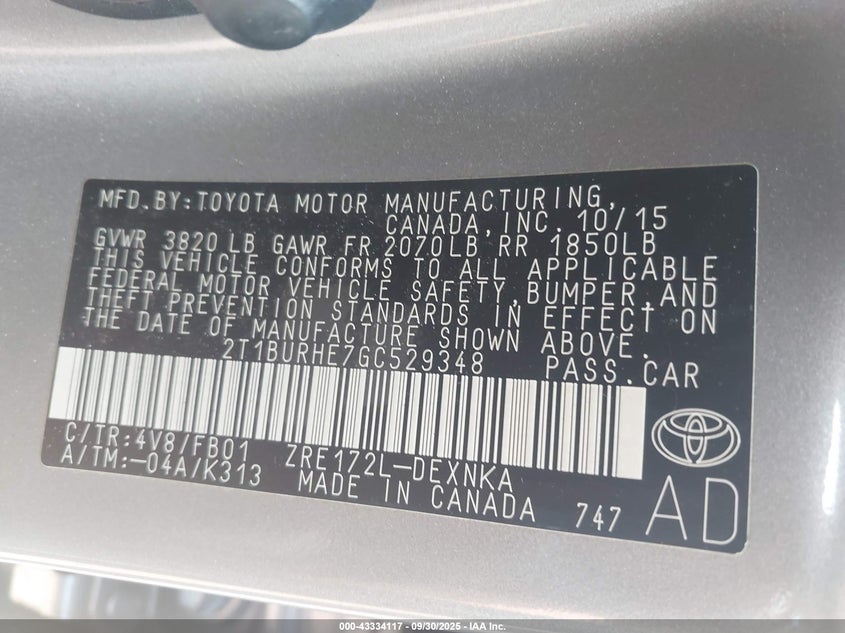 MFD.BY:TOYOTA MOTOR MANUFACTURING,
CANADA,INC. 10/15
GVWR 3820 LB GAWR FR 2070LB RR 1850LB
THIS VEHICLE CONFORMS TO ALL APPLICABLE
FEDERAL MOTOR VEHICLE SAFETY,BUMPER,AND
THEFT PREVENTION STANDARDS IN EFFECT ON
THE DATE OF MANUFACTURE SHOWN ABOVE.
2T1BURHE7GC529348 PASS.CAR
C/TR:4V8/FB01 ZRE172L-DEXNKA
A/TM:-04A/K313 MADE IN CANADA 747 AD
000-43334117 - 09/30/2025 - IAA Inc.